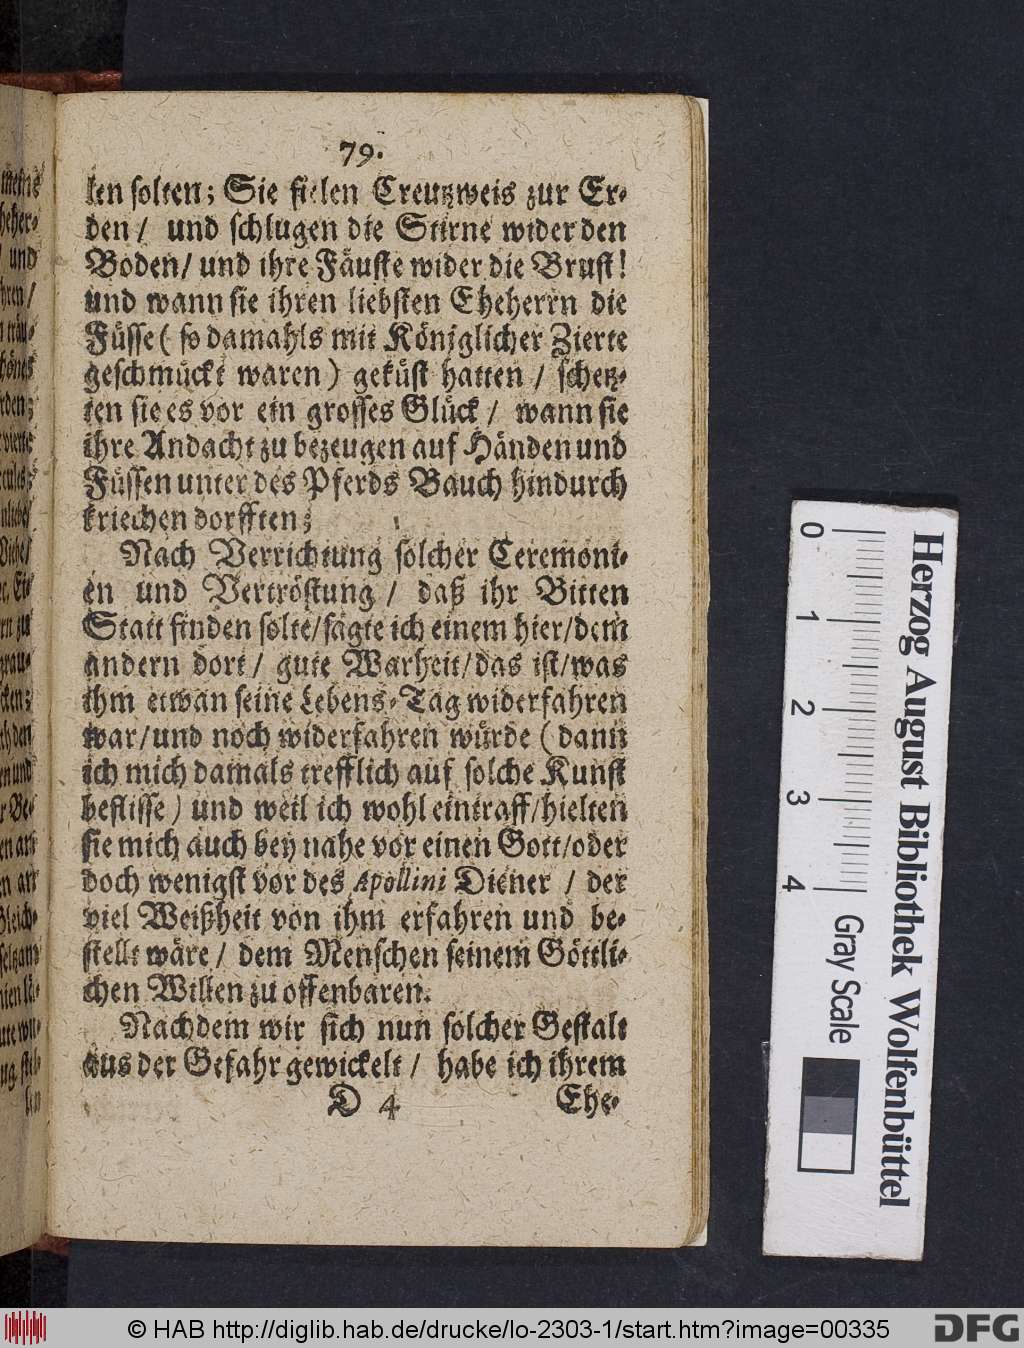 79.
len solten; Sie fielen Creutzweis zur Er-
den / und schlugen die Stirne wider den
Boden / und ihre Fäuste wider die Brust!
und wann sie ihren liebsten Eheherrn die
Füsse ( so damahls mit Königlicher Zierte
geschmückt waren ) geküst hatten / schetz-
ten sie es vor ein grosses Glück / wann sie
ihre Andacht zu bezeugen auf Händen und
Füssen unter des Pferds Bauch hindurch
kriechen dorfften;
Nach Verrichtung solcher Ceremoni-
en und Vertröstung / daß ihr Bitten
Statt finden solte/sagte ich einem hier/dem
andern dort / gute Warheit/das ist/was
ihm etwan seine Lebens-Tag widerfahren
war/und noch widerfahren würde ( dann
ich mich damals trefflich auf solche Kunst
beflisse ) und weil ich wohl eintraff/hielten
sie mich auch bey nahe vor einen Gott/oder
doch wenigst vor des Apollini Diener / der
viel Weißheit von ihm erfahren und be-
stellt wäre / dem Menschen seinem Göttli-
chen Willen zu offenbaren.
Nachdem wir sich nun solcher Gestalt
aus der Gefahr gewickelt / habe ich ihrem
D 4 Ehe-
0
1
2
3
4
Gray Scale
Herzog August Bibliothek Wolfenbüttel
© HAB http://diglib.hab.de/drucke/lo-2303-1/start.htm?image=00335
DFG